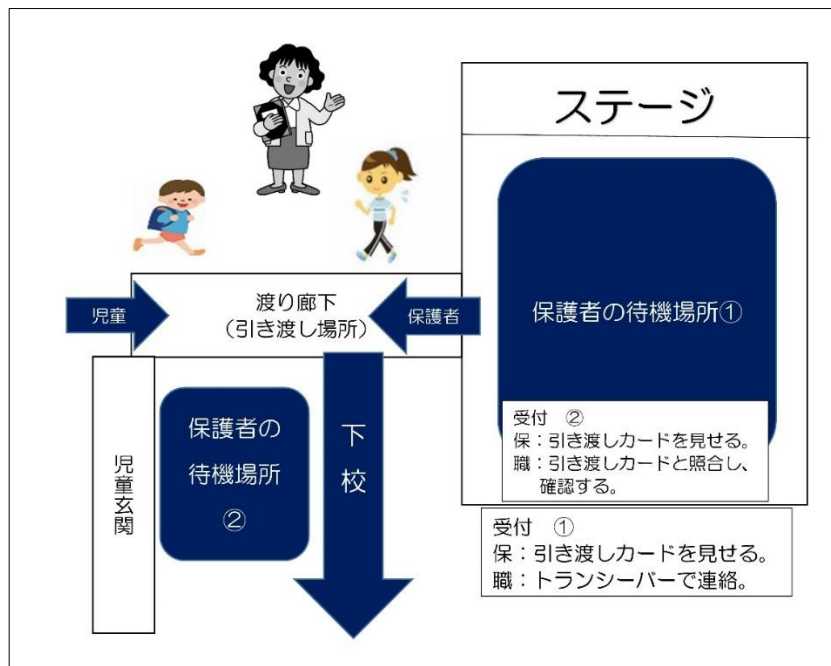 ステージ
保護者の待機場所①
児童
渡り廊下
（引き渡し場所）
保護者
受付　②
保：引き渡しカードを見せる。
職：引き渡しカードと照合し、
確認する。
児童玄関
保護者の
待機場所
②
下校
受付　①
保：引き渡しカードを見せる。
職：トランシーバーで連絡。